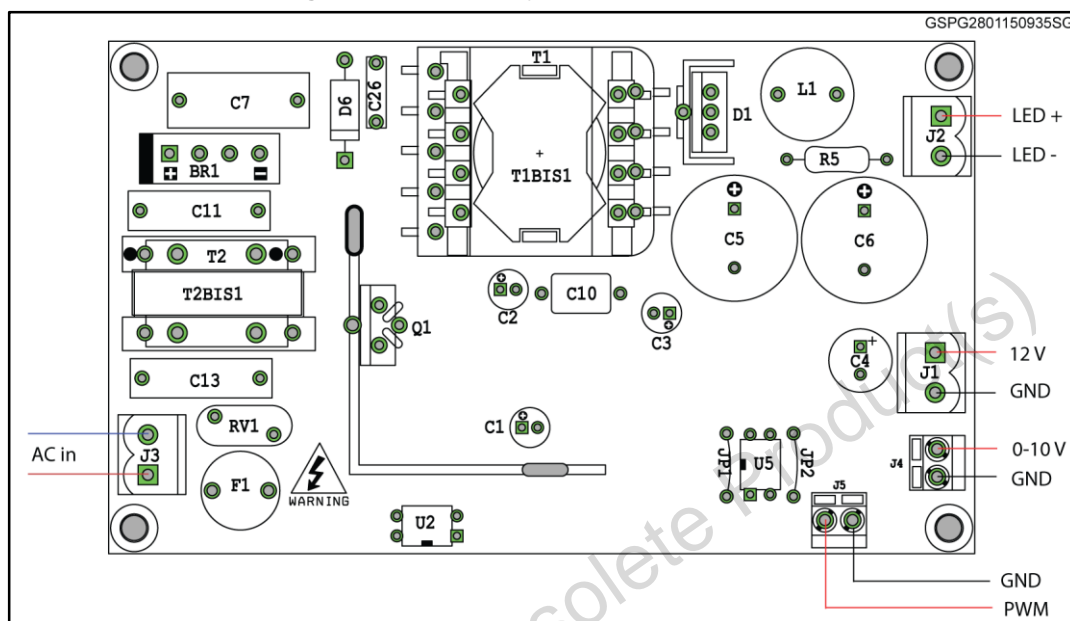 GSPG2801150935SG
T1
C7
D6
C26
D1
L1
J2
LED +
LED -
R5
BR1
T1BIS1
C11
C5
C6
T2
T2BIS1
C2
C10
C3
Q1
C4
J1
12 V
GND
C13
C1
RV1
AC in
J3
F1
WARNING
JP1
U5
JP2
J4
0-10 V
GND
J5
U2
GND
PWM
solete Product(s)